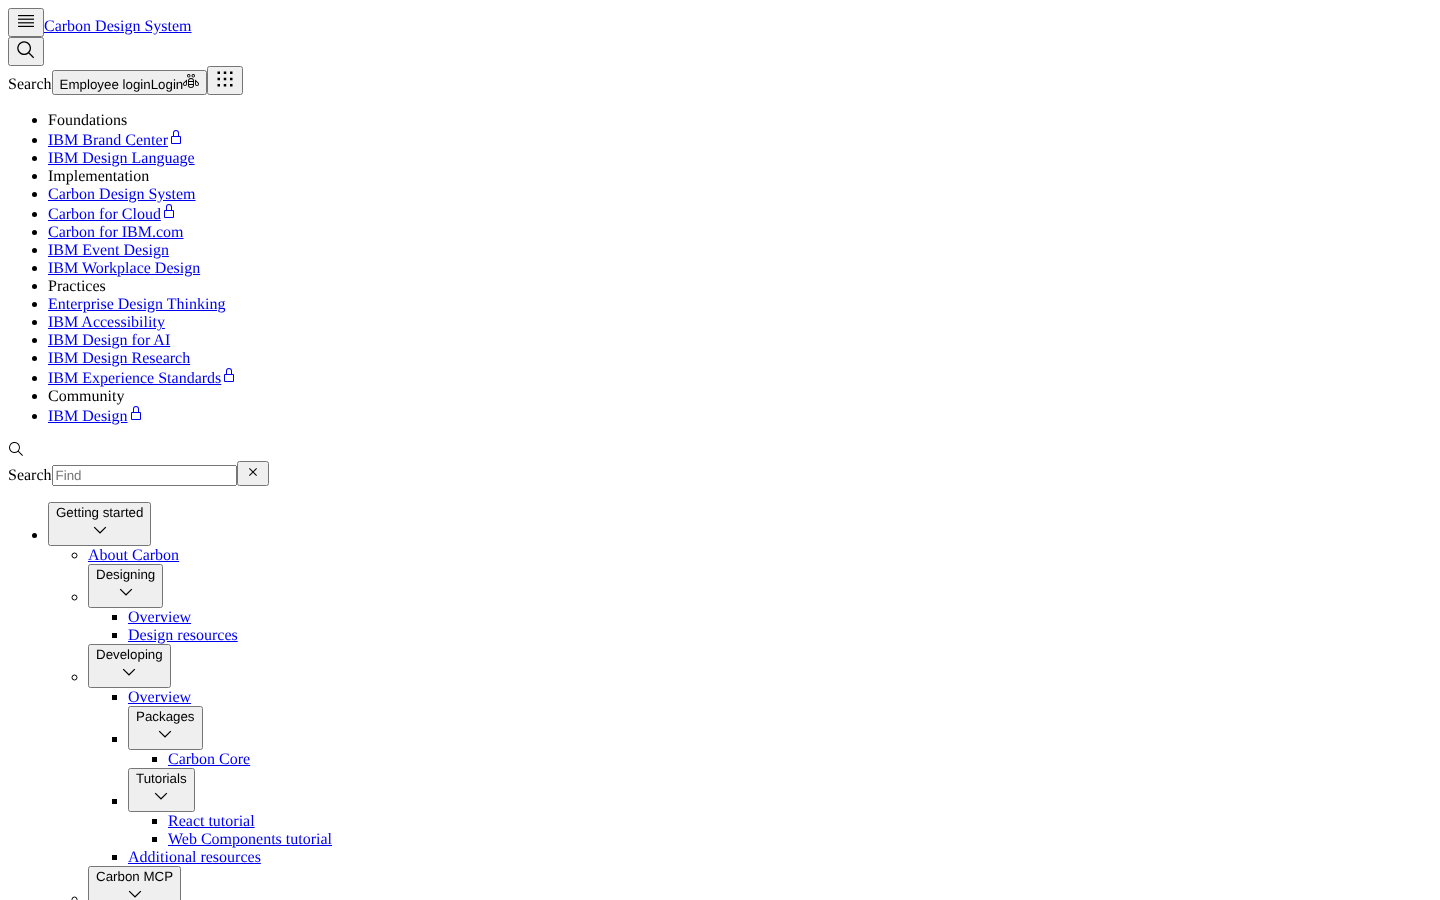 Carbon Design System
Search Employee loginLogin
Foundations
IBM Brand Center
IBM Design Language
Implementation
Carbon Design System
Carbon for Cloud
Carbon for IBM.com
IBM Event Design
IBM Workplace Design
Practices
Enterprise Design Thinking
IBM Accessibility
IBM Design for AI
IBM Design Research
IBM Experience Standards
Community
IBM Design
Search Find
Getting started
About Carbon
Designing
Overview
Design resources
Developing
Overview
Packages
Carbon Core
Tutorials
React tutorial
Web Components tutorial
Additional resources
Carbon MCP